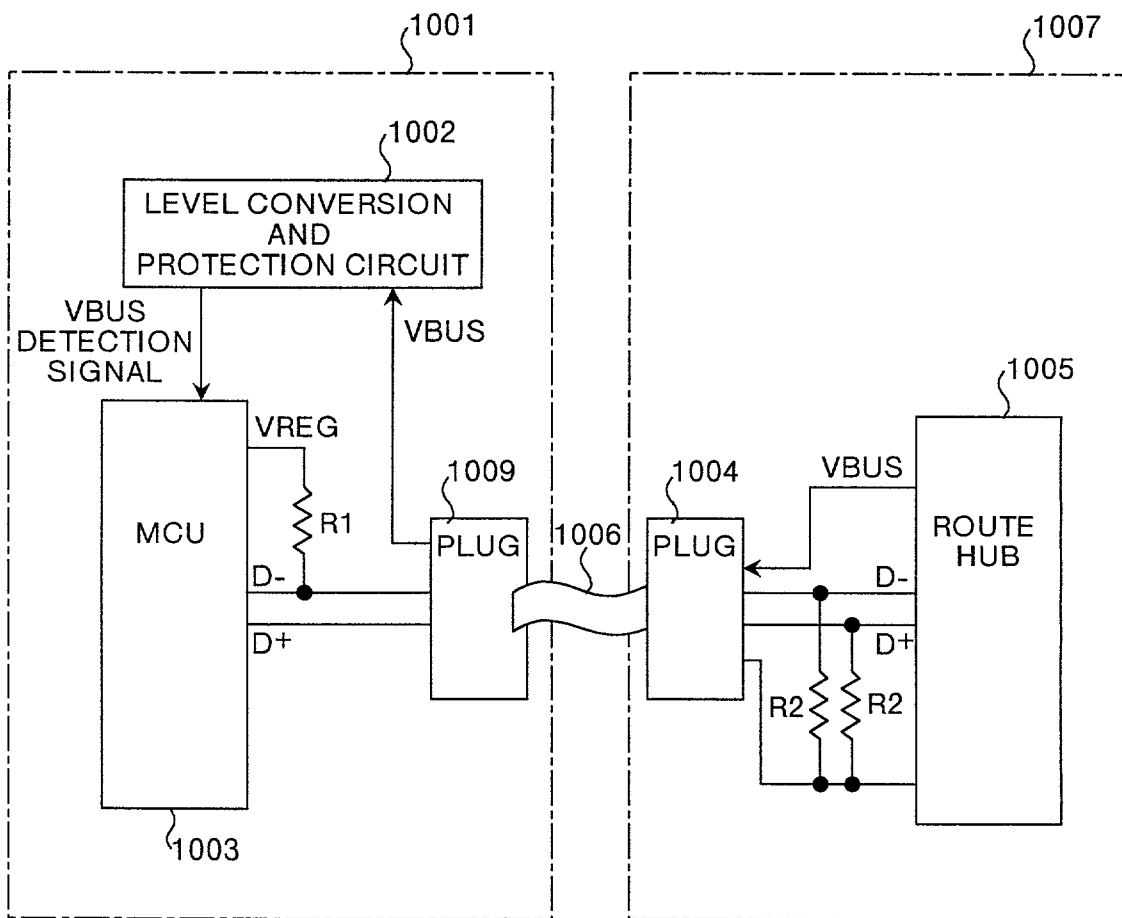 1001
1007
1002
LEVEL CONVERSION
AND
PROTECTION CIRCUIT
VBUS
DETECTION
SIGNAL
VBUS
1005
VREG
1009
1004
VBUS
R1
1006
MCU
PLUG
PLUG
ROUTE
HUB
D-
D-
D+
D+
R2
R2
1003